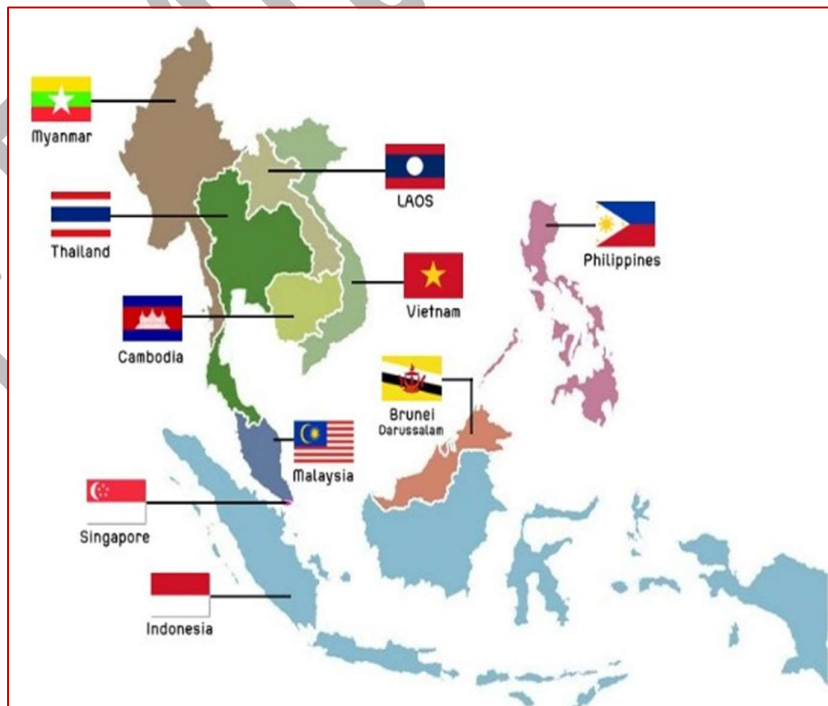 Myanmar
LAOS
Thailand
Philippines
Vietnam
Cambodia
Brunei
Darussalam
Malaysia
Singapore
Indonesia